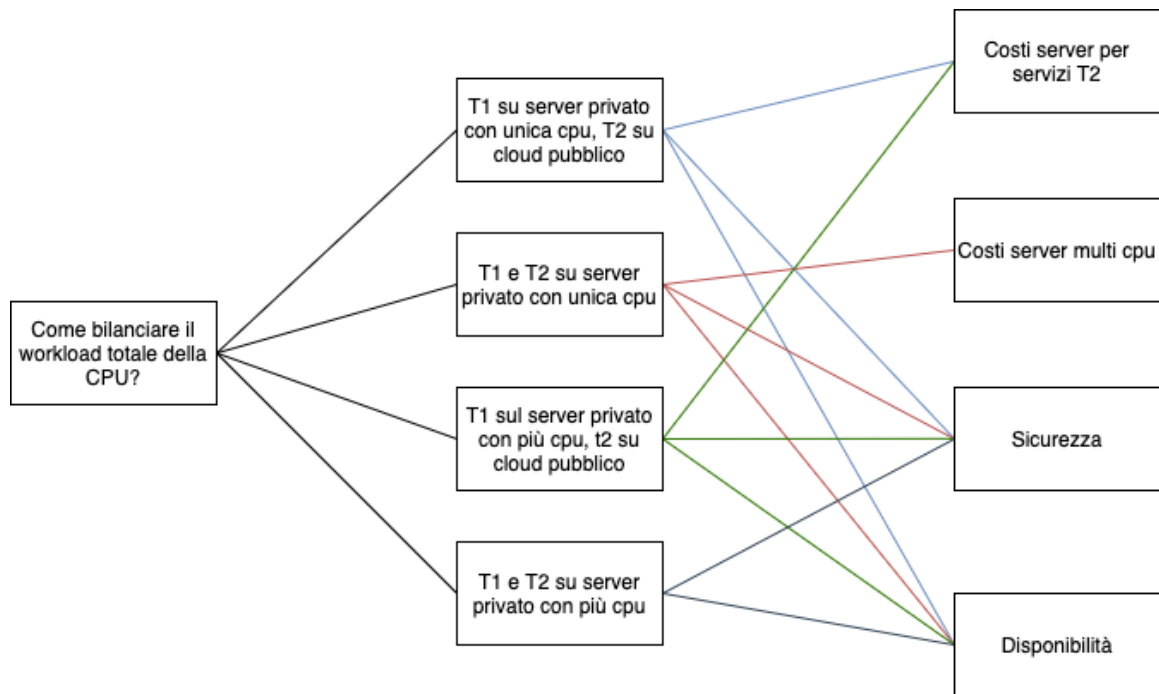 Come bilanciare il
workload totale della
CPU?
T1 su server privato
con unica cpu, T2 su
cloud pubblico
T1 e T2 su server
privato con unica cpu
T1 sul server privato
con più cpu, t2 su
cloud pubblico
T1 e T2 su server
privato con più cpu
Costi server per
servizi T2
Costi server multi cpu
Sicurezza
Disponibilità